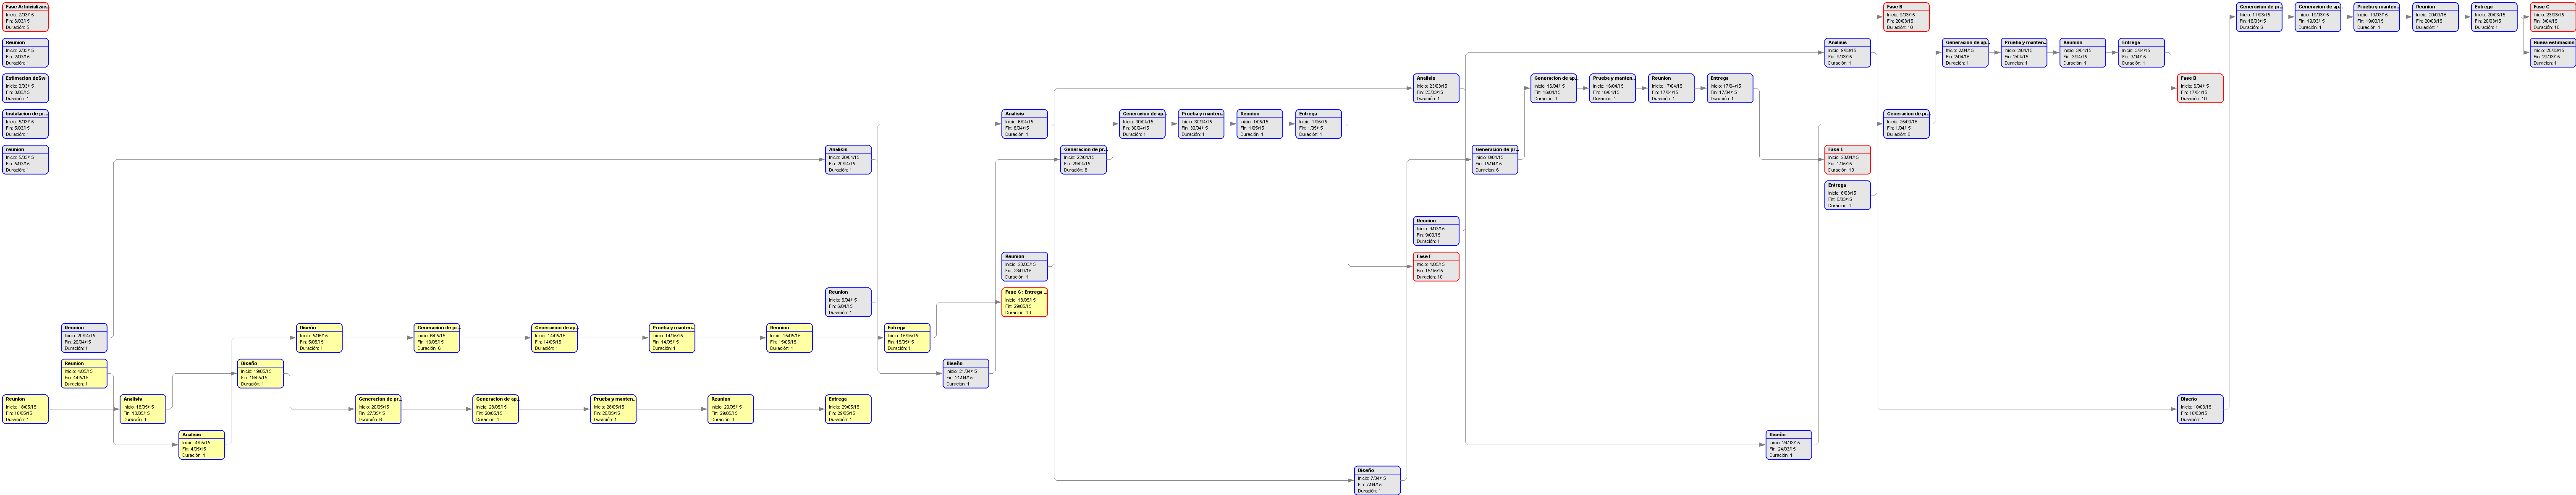 Fase A: Inicializac...
Inicio: 2/03/15
Fin: 6/03/15
Duración: 5
Fase B
Inicio: 9/03/15
Fin: 20/03/15
Duración: 10
Generacion de pr...
Inicio: 11/03/15
Fin: 18/03/15
Duración: 6
Generacion de ap...
Inicio: 19/03/15
Fin: 19/03/15
Duración: 1
Prueba y manten...
Inicio: 19/03/15
Fin: 19/03/15
Duración: 1
Reunion
Inicio: 20/03/15
Fin: 20/03/15
Duración: 1
Entrega
Inicio: 20/03/15
Fin: 20/03/15
Duración: 1
Fase C
Inicio: 23/03/15
Fin: 3/04/15
Duración: 10
Reunion
Inicio: 2/03/15
Fin: 2/03/15
Duración: 1
Analisis
Inicio: 9/03/15
Fin: 9/03/15
Duración: 1
Generacion de ap...
Inicio: 2/04/15
Fin: 2/04/15
Duración: 1
Prueba y manten...
Inicio: 2/04/15
Fin: 2/04/15
Duración: 1
Reunion
Inicio: 3/04/15
Fin: 3/04/15
Duración: 1
Entrega
Inicio: 3/04/15
Fin: 3/04/15
Duración: 1
estimacion
Inicio: 20/03/15
Fin: 20/03/15
Duración: 1
Estimacion deSw
Inicio: 3/03/15
Fin: 3/03/15
Duración: 1
Analisis
Inicio: 23/03/15
Fin: 23/03/15
Duración: 1
Generacion de ap...
Inicio: 16/04/15
Fin: 16/04/15
Duración: 1
Prueba y manten...
Inicio: 16/04/15
Fin: 16/04/15
Duración: 1
Reunion
Inicio: 17/04/15
Fin: 17/04/15
Duración: 1
Entrega
Inicio: 17/04/15
Fin: 17/04/15
Duración: 1
Fase D
Inicio: 6/04/15
Fin: 17/04/15
Duración: 10
Instalacion de pr...
Inicio: 5/03/15
Fin: 5/03/15
Duración: 1
Analisis
Inicio: 6/04/15
Fin: 6/04/15
Duración: 1
Generacion de ap...
Inicio: 30/04/15
Fin: 30/04/15
Duración: 1
Prueba y manten...
Inicio: 30/04/15
Fin: 30/04/15
Duración: 1
Reunion
Inicio: 1/05/15
Fin: 1/05/15
Duración: 1
Entrega
Inicio: 1/05/15
Fin: 1/05/15
Duración: 1
Generacion de pr...
Inicio: 25/03/15
Fin: 1/04/15
Duración: 6
reunion
Inicio: 5/03/15
Fin: 5/03/15
Duración: 1
Analisis
Inicio: 20/04/15
Fin: 20/04/15
Duración: 1
Generacion de pr...
Inicio: 22/04/15
Fin: 29/04/15
Duración: 6
Generacion de pr...
Inicio: 8/04/15
Fin: 15/04/15
Duración: 6
Fase E
Inicio: 20/04/15
Fin: 1/05/15
Duración: 10
Entrega
Inicio: 6/03/15
Fin: 6/03/15
Duración: 1
Reunion
Inicio: 9/03/15
Fin: 9/03/15
Duración: 1
Reunion
Inicio: 23/03/15
Fin: 23/03/15
Duración: 1
Fase F
Inicio: 4/05/15
Fin: 15/05/15
Duración: 10
Reunion
Inicio: 6/04/15
Fin: 6/04/15
Duración: 1
Fase G : Entrega ...
Inicio: 18/05/15
Fin: 29/05/15
Duración: 10
Reunion
Inicio: 20/04/15
Fin: 20/04/15
Duración: 1
Diseño
Inicio: 5/05/15
Fin: 5/05/15
Duración: 1
Generacion de pr...
Inicio: 6/05/15
Fin: 13/05/15
Duración: 6
Generacion de ap...
Inicio: 14/05/15
Fin: 14/05/15
Duración: 1
Prueba y manten...
Inicio: 14/05/15
Fin: 14/05/15
Duración: 1
Reunion
Inicio: 15/05/15
Fin: 15/05/15
Duración: 1
Entrega
Inicio: 15/05/15
Fin: 15/05/15
Duración: 1
Reunion
Inicio: 4/05/15
Fin: 4/05/15
Duración: 1
Diseño
Inicio: 19/05/15
Fin: 19/05/15
Duración: 1
Diseño
Inicio: 21/04/15
Fin: 21/04/15
Duración: 1
Reunion
Inicio: 18/05/15
Fin: 18/05/15
Duración: 1
Analisis
Inicio: 18/05/15
Fin: 18/05/15
Duración: 1
Generacion de pr...
Inicio: 20/05/15
Fin: 27/05/15
Duración: 6
Generacion de ap...
Inicio: 28/05/15
Fin: 28/05/15
Duración: 1
Prueba y manten...
Inicio: 28/05/15
Fin: 28/05/15
Duración: 1
Reunion
Inicio: 29/05/15
Fin: 29/05/15
Duración: 1
Entrega
Inicio: 29/05/15
Fin: 29/05/15
Duración: 1
Diseño
Inicio: 10/03/15
Fin: 10/03/15
Duración: 1
Analisis
Inicio: 4/05/15
Fin: 4/05/15
Duración: 1
Diseño
Inicio: 24/03/15
Fin: 24/03/15
Duración: 1
Diseño
Inicio: 7/04/15
Fin: 7/04/15
Duración: 1